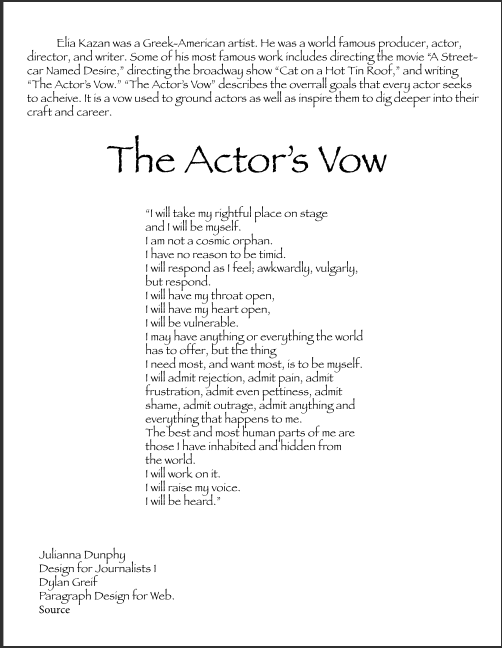 Elia Kazan was a Greek-American artist. He was a world famous producer, actor,
director, and writer. Some of his most famous work includes directing the movie “A Street-
car Named Desire,” directing the broadway show “Cat on a Hot Tin Roof,” and writing
“The Actor’s Vow.” “The Actor’s Vow” describes the overrall goals that every actor seeks
to acheive. It is a vow used to ground actors as well as inspire them to dig deeper into their
craft and career.
The Actor’s Vow
“I will take my rightful place on stage
and I will be myself.
I am not a cosmic orphan.
I have no reason to be timid.
I will respond as I feel; awkwardly, vulgarly,
but respond.
I will have my throat open,
I will have my heart open,
I will be vulnerable.
I may have anything or everything the world
has to offer, but the thing
I need most, and want most, is to be myself.
I will admit rejection, admit pain, admit
frustration, admit even pettiness, admit
shame, admit outrage, admit anything and
everything that happens to me.
The best and most human parts of me are
those I have inhabited and hidden from
the world.
I will work on it.
I will raise my voice.
I will be heard.”
Julianna Dunphy
Design for Journalists 1
Dylan Greif
Paragraph Design for Web.
Source